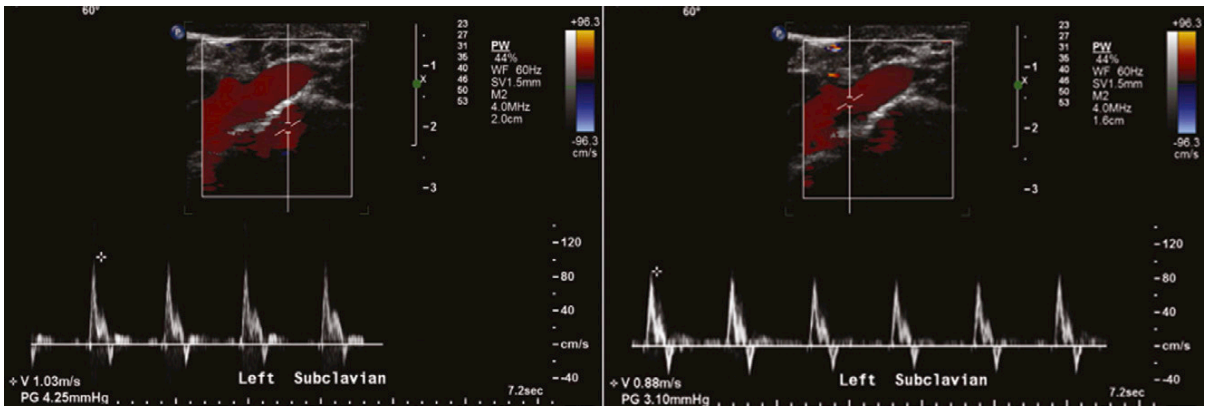 60°
23
27
31
35
40
46
50
53
PW
44%
WF 60Hz
SV1.5mm
M2
4.0MHz
2.0cm
+96.3
-96.3
cm/s
1
X
2
3
120
80
40
cm/s
-40
Left Subclavian
V 1.03m/s
PG 4.25mmHg
7.2sec
60°
23
27
31
35
40
46
50
53
PW
44%
WF 60Hz
SV1.5mm
M2
4.0MHz
1.6cm
+96.3
-96.3
cm/s
1
X
2
3
120
80
40
cm/s
-40
Left Subclavian
V 0.88m/s
PG 3.10mmHg
7.2sec